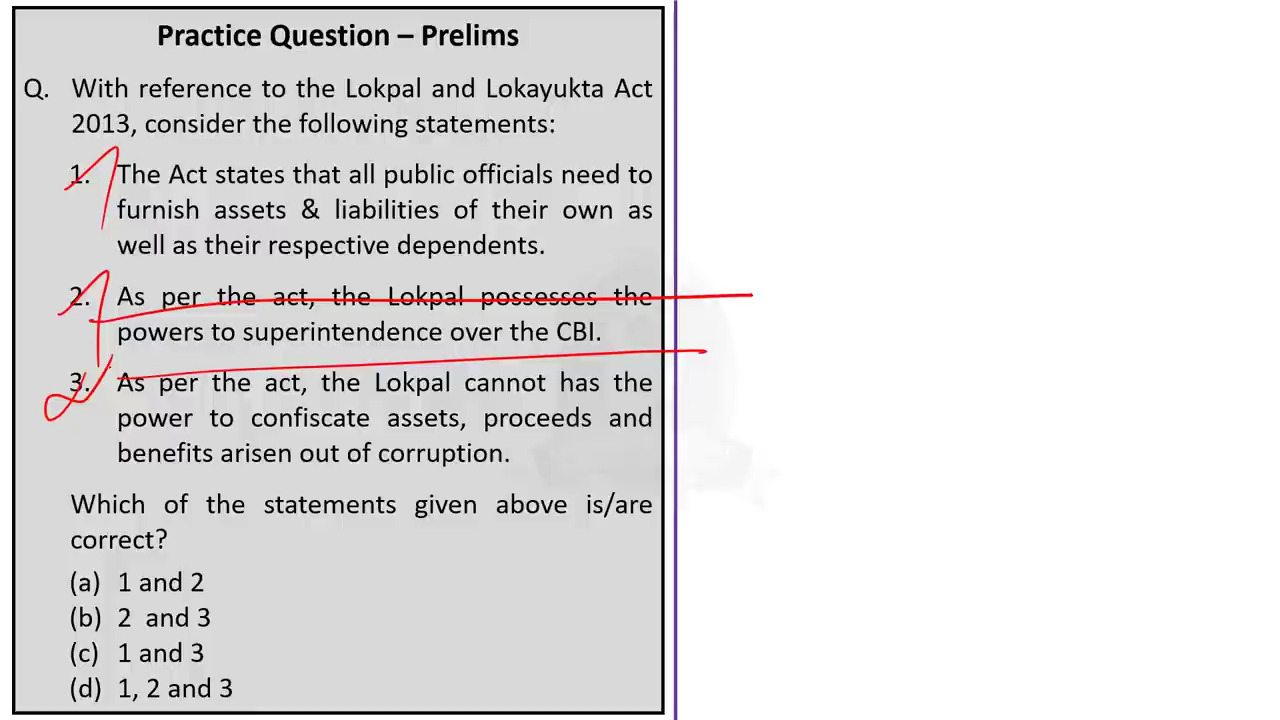 Practice Question – Prelims
Q. With reference to the Lokpal and Lokayukta Act
2013, consider the following statements:
1. The Act states that all public officials need to
furnish assets & liabilities of their own as
well as their respective dependents.
2. As per the act, the Lokpal possesses the
powers to superintendence over the CBI.
3. As per the act, the Lokpal cannot has the
power to confiscate assets, proceeds and
benefits arisen out of corruption.
Which of the statements given above is/are
correct?
(a) 1 and 2
(b) 2 and 3
(c) 1 and 3
(d) 1, 2 and 3